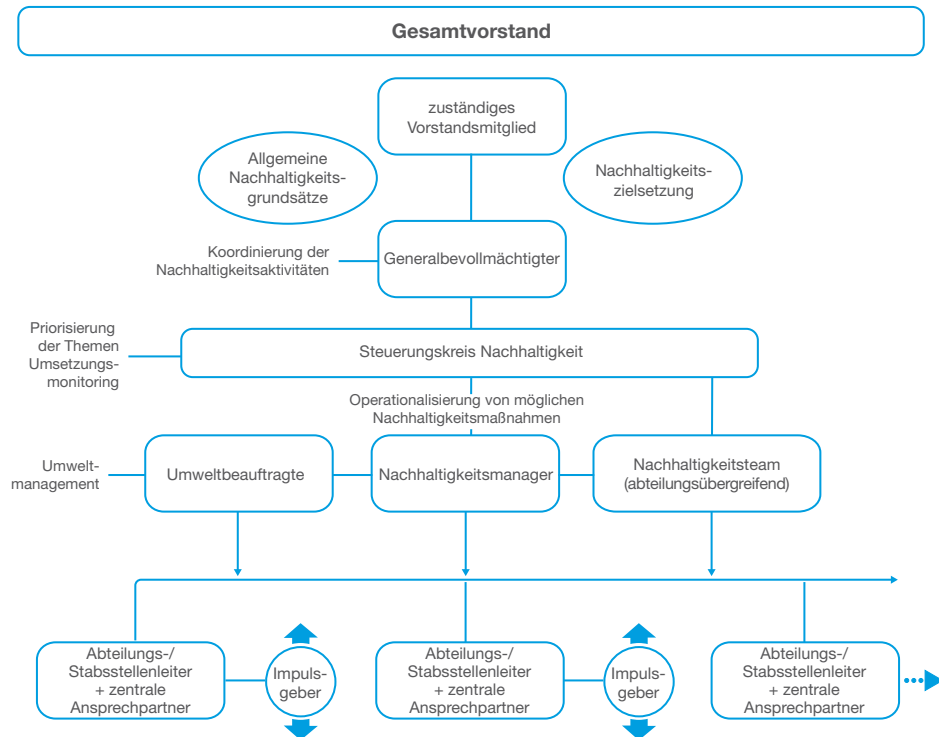 Gesamtvorstand
zuständiges
Vorstandsmitglied
Allgemeine
Nachhaltigkeits-
grundsätze
Nachhaltigkeits-
zielsetzung
Koordinierung der
Nachhaltigkeitsaktivitäten
Generalbevollmächtigter
Priorisierung
der Themen
Umsetzungs-
monitoring
Steuerungskreis Nachhaltigkeit
Operationalisierung von möglichen
Nachhaltigkeitsmaßnahmen
Umwelt-
management
Umweltbeauftragte
Nachhaltigkeitsmanager
Nachhaltigkeitsteam
(abteilungsübergreifend)
Abteilungs-/
Stabsstellenleiter
+ zentrale
Ansprechpartner
Impuls-
geber
Abteilungs-/
Stabsstellenleiter
+ zentrale
Ansprechpartner
Impuls-
geber
Abteilungs-/
Stabsstellenleiter
+ zentrale
Ansprechpartner